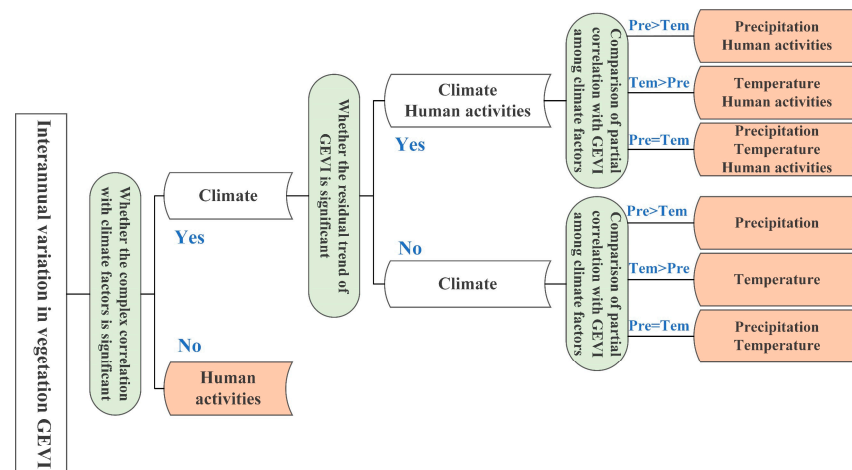 Interannual variation in vegetation GEVI
Whether the complex correlation
with climate factors is significant
Climate
Yes
No
Human
activities
Whether the residual trend of
GEVI is significant
Climate
Human activities
Yes
No
Climate
Comparison of partial
correlation with GEVI
among climate factors
Pre>Tem
Precipitation
Human activities
Tem>Pre
Temperature
Human activities
Pre=Tem
Precipitation
Temperature
Human activities
Comparison of partial
correlation with GEVI
among climate factors
Pre>Tem
Precipitation
Tem>Pre
Temperature
Pre=Tem
Precipitation
Temperature